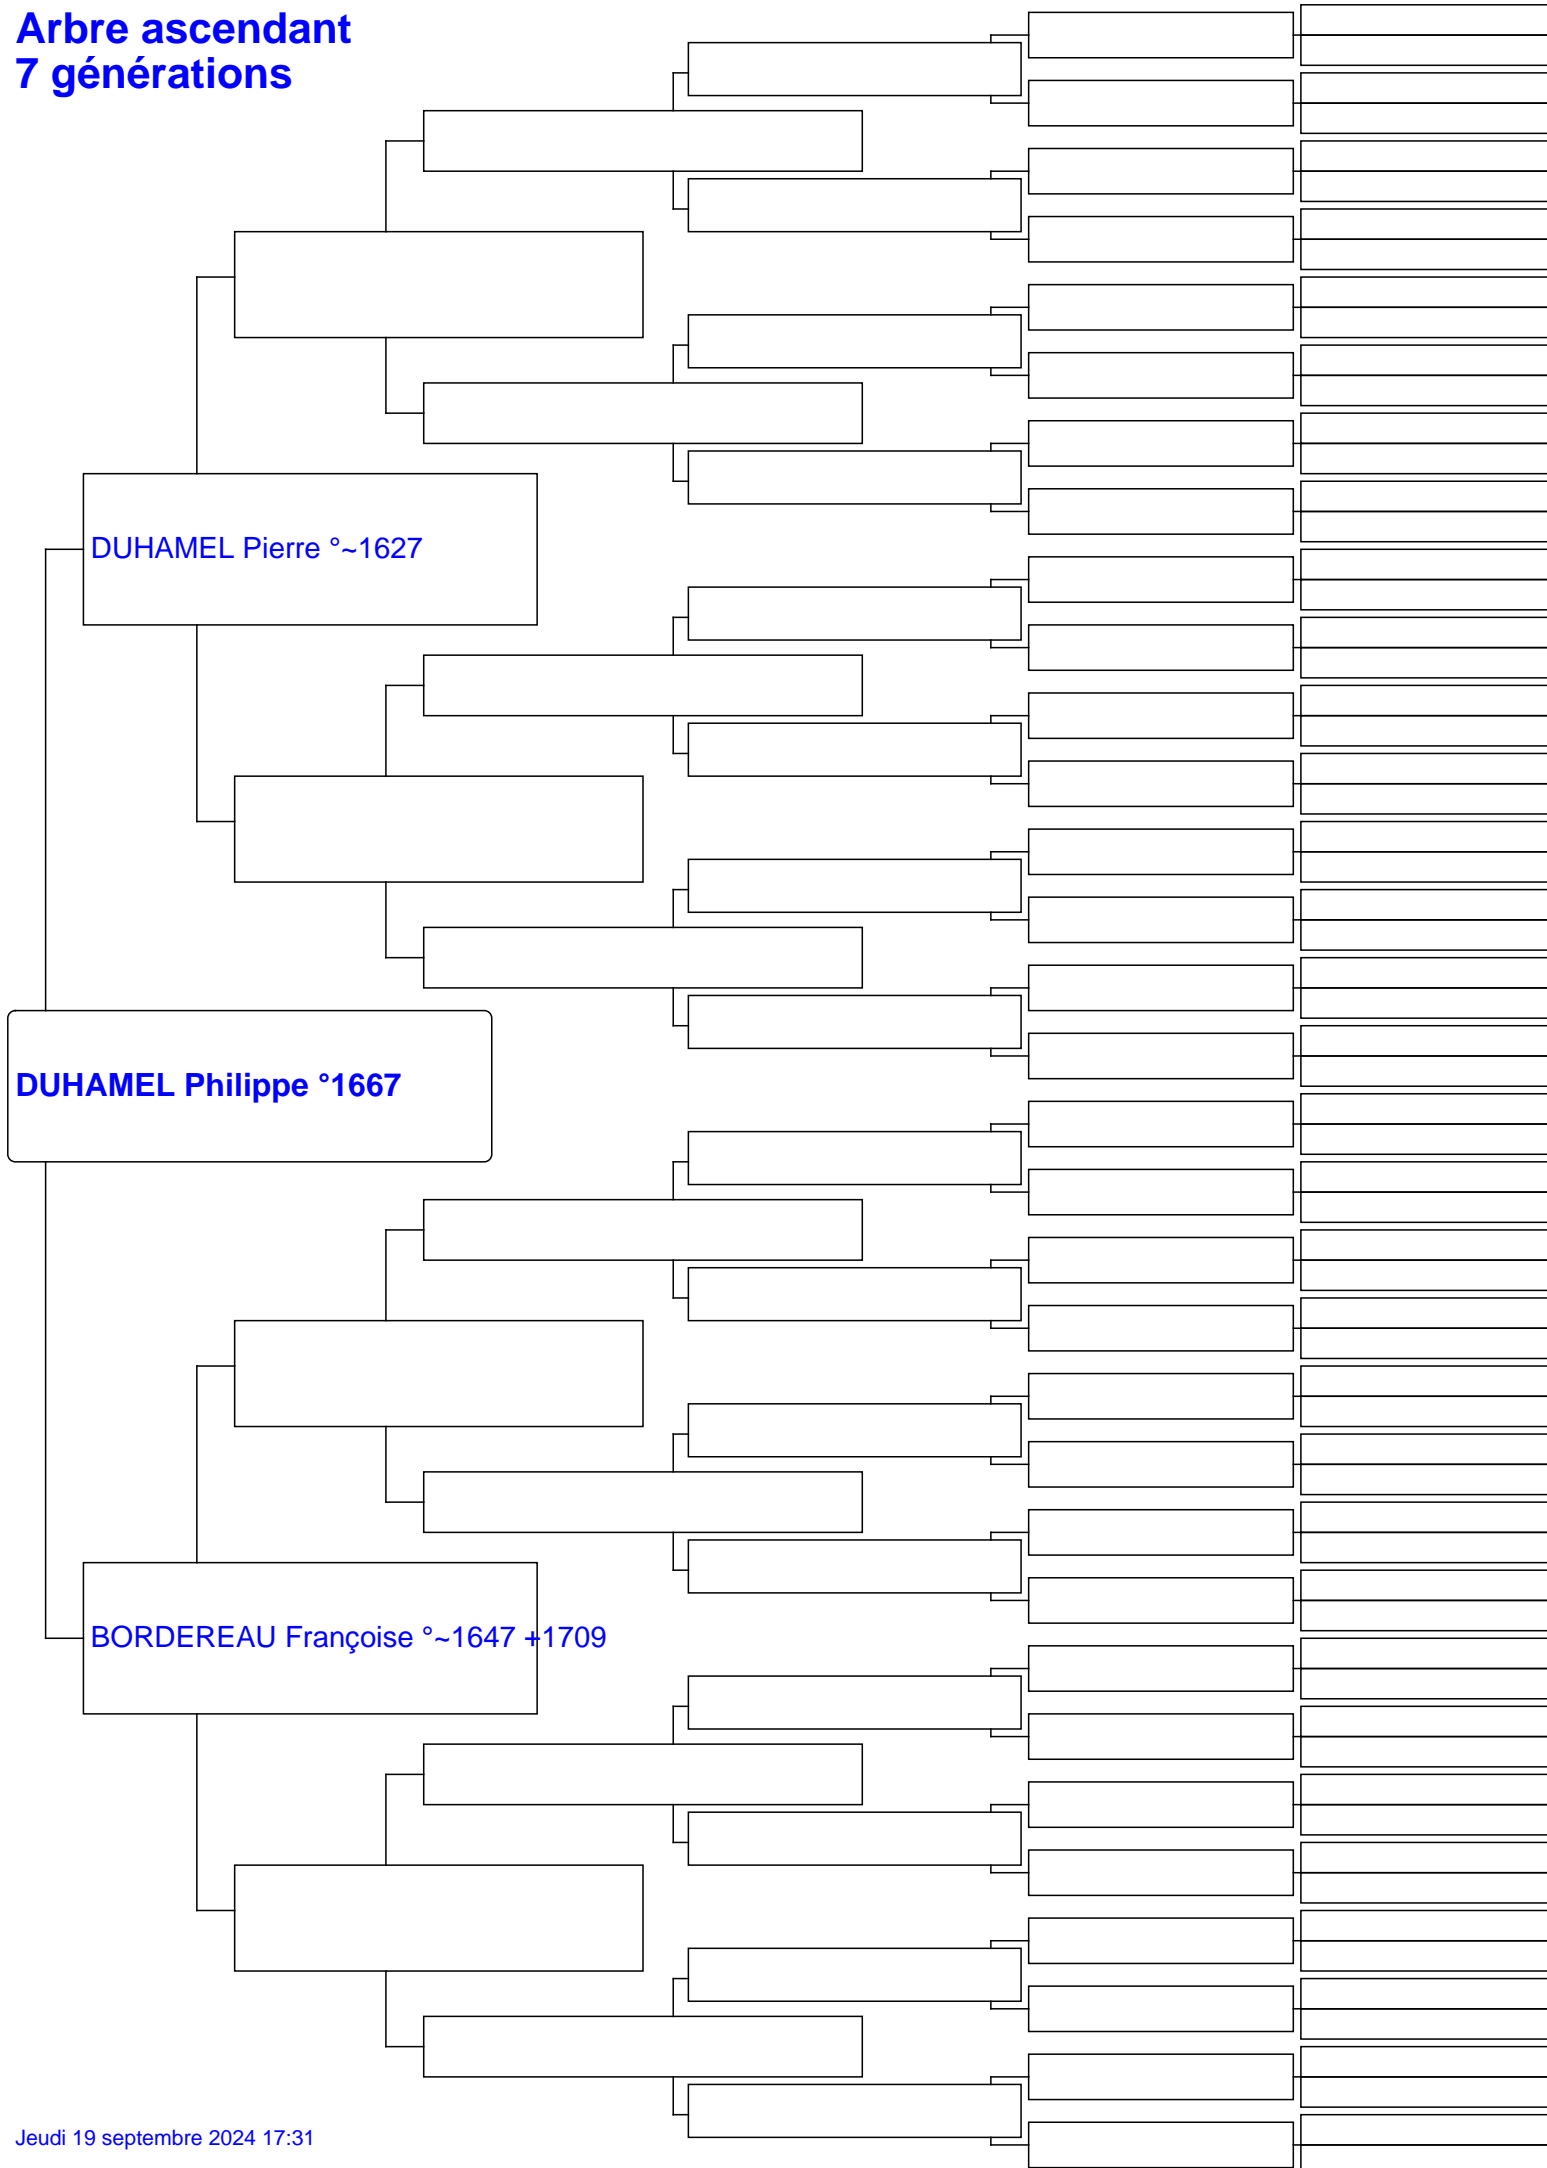 Arbre ascendant
7 générations
DUHAMEL Pierre °~1627
DUHAMEL Philippe °1667
BORDEREAU Françoise °~1647 +1709
Jeudi 19 septembre 2024 17:31